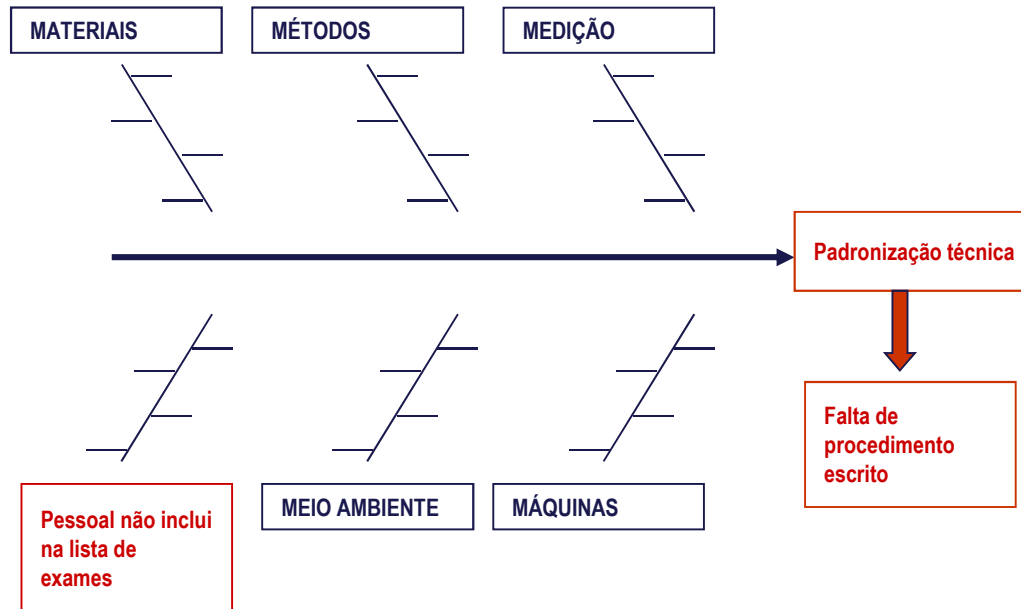 MATERIAIS
MÉTODOS
MEDIÇÃO
Padronização técnica
Falta de
procedimento
escrito
Pessoal não inclui
na lista de
exames
MEIO AMBIENTE
MÁQUINAS